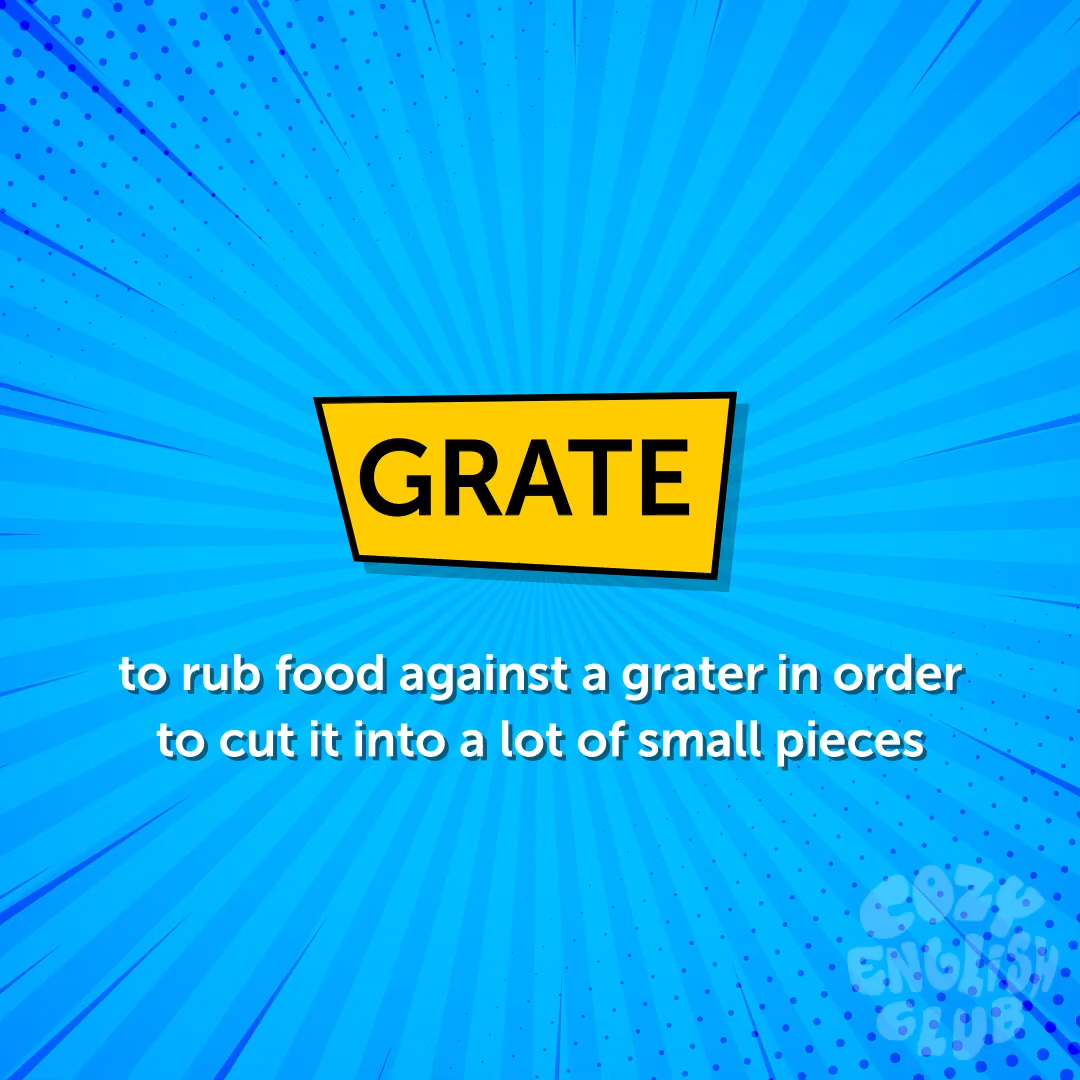 GRATE
to rub food against a grater in order
to cut it into a lot of small pieces
COZY
ENGLISH
CLUB